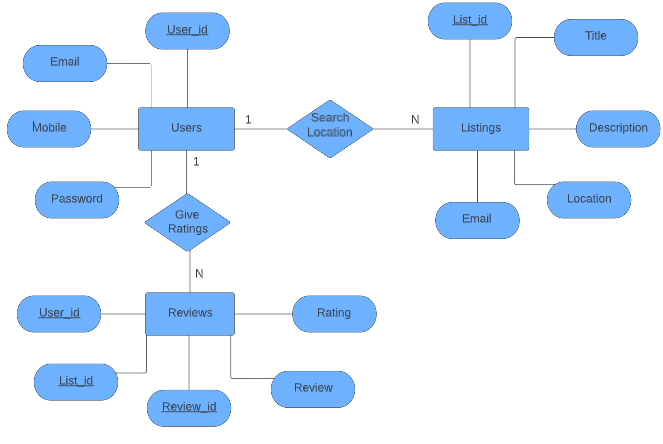 List_id
User_id
Title
Email
Search
Location
1
N
Mobile
Users
Listings
Description
1
Password
Location
Give
Ratings
Email
N
User_id
Reviews
Rating
List_id
Review
Review_id